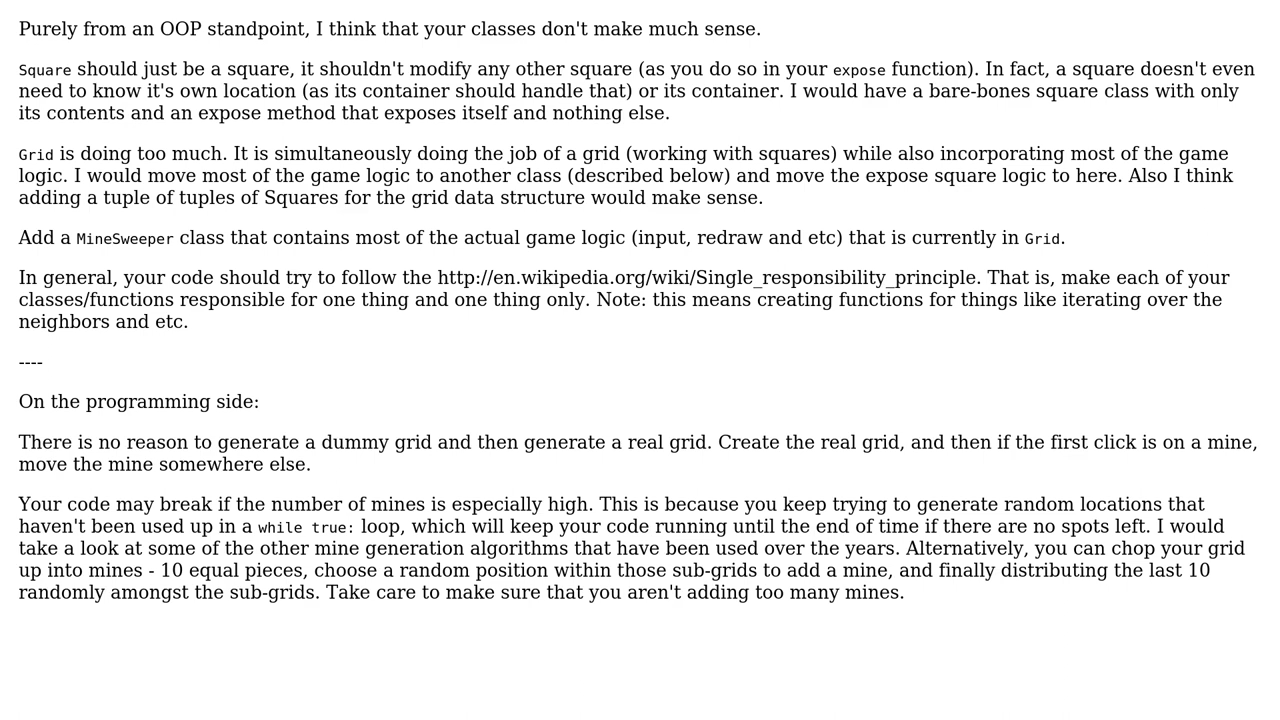 Purely from an OOP standpoint, I think that your classes don't make much sense.
Square should just be a square, it shouldn't modify any other square (as you do so in your expose function). In fact, a square doesn't even
need to know it's own location (as its container should handle that) or its container. I would have a bare-bones square class with only
its contents and an expose method that exposes itself and nothing else.
Grid is doing too much. It is simultaneously doing the job of a grid (working with squares) while also incorporating most of the game
logic. I would move most of the game logic to another class (described below) and move the expose square logic to here. Also I think
adding a tuple of tuples of Squares for the grid data structure would make sense.
Add a MineSweeper class that contains most of the actual game logic (input, redraw and etc) that is currently in Grid.
In general, your code should try to follow the http://en.wikipedia.org/wiki/Single_responsibility_principle. That is, make each of your
classes/functions responsible for one thing and one thing only. Note: this means creating functions for things like iterating over the
neighbors and etc.
----
On the programming side:
There is no reason to generate a dummy grid and then generate a real grid. Create the real grid, and then if the first click is on a mine,
move the mine somewhere else.
Your code may break if the number of mines is especially high. This is because you keep trying to generate random locations that
haven't been used up in a while true: loop, which will keep your code running until the end of time if there are no spots left. I would
take a look at some of the other mine generation algorithms that have been used over the years. Alternatively, you can chop your grid
up into mines - 10 equal pieces, choose a random position within those sub-grids to add a mine, and finally distributing the last 10
randomly amongst the sub-grids. Take care to make sure that you aren't adding too many mines.